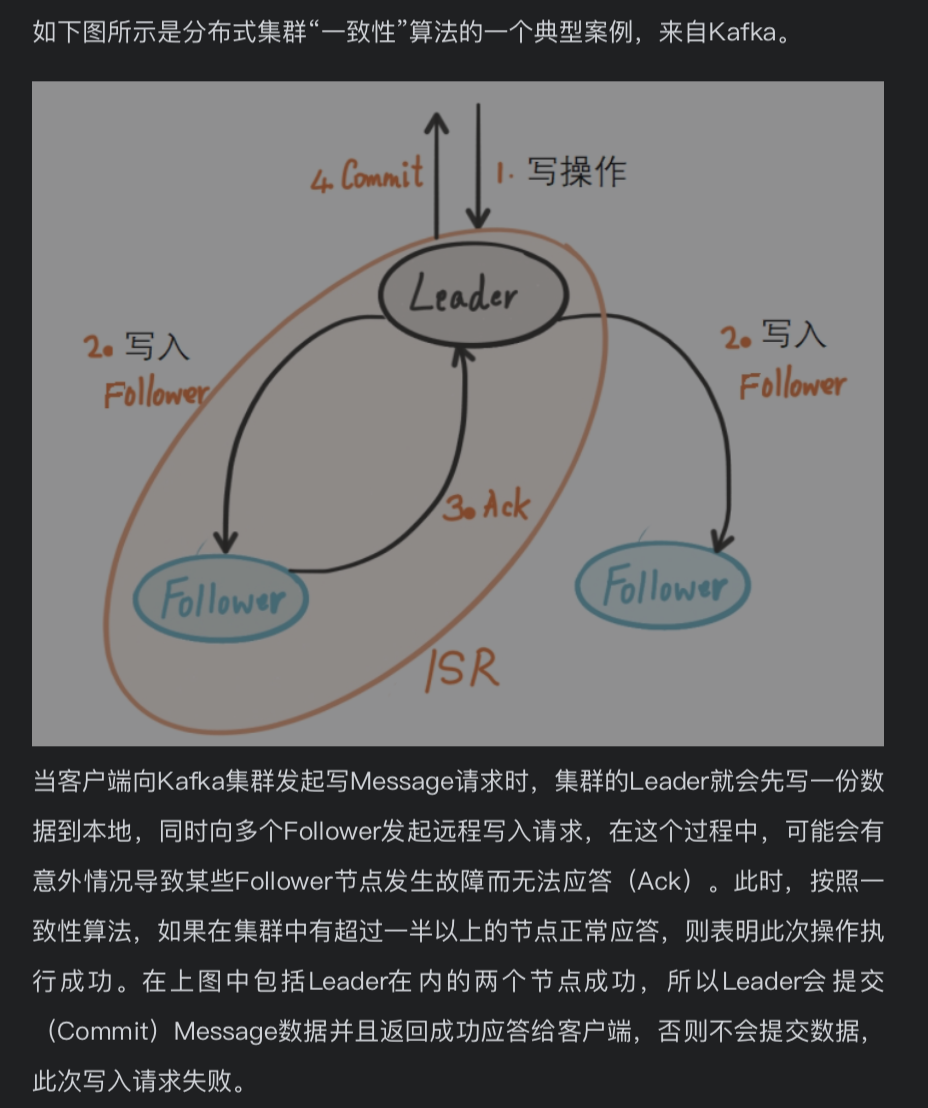 如下图所示是分布式集群“一致性”算法的一个典型案例，来自Kafka。
4. Commit
1. 写操作
Leader
2. 写入
Follower
2. 写入
Follower
3. Ack
Follower
Follower
ISR
当客户端向Kafka集群发起写Message请求时，集群的Leader就会先写一份数
据到本地，同时向多个Follower发起远程写入请求，在这个过程中，可能会有
意外情况导致某些Follower节点发生故障而无法应答（Ack）。此时，按照一
致性算法，如果在集群中有超过一半以上的节点正常应答，则表明此次操作执
行成功。在上图中包括Leader在内的两个节点成功，所以Leader会提交
（Commit）Message数据并且返回成功应答给客户端，否则不会提交数据，
此次写入请求失败。